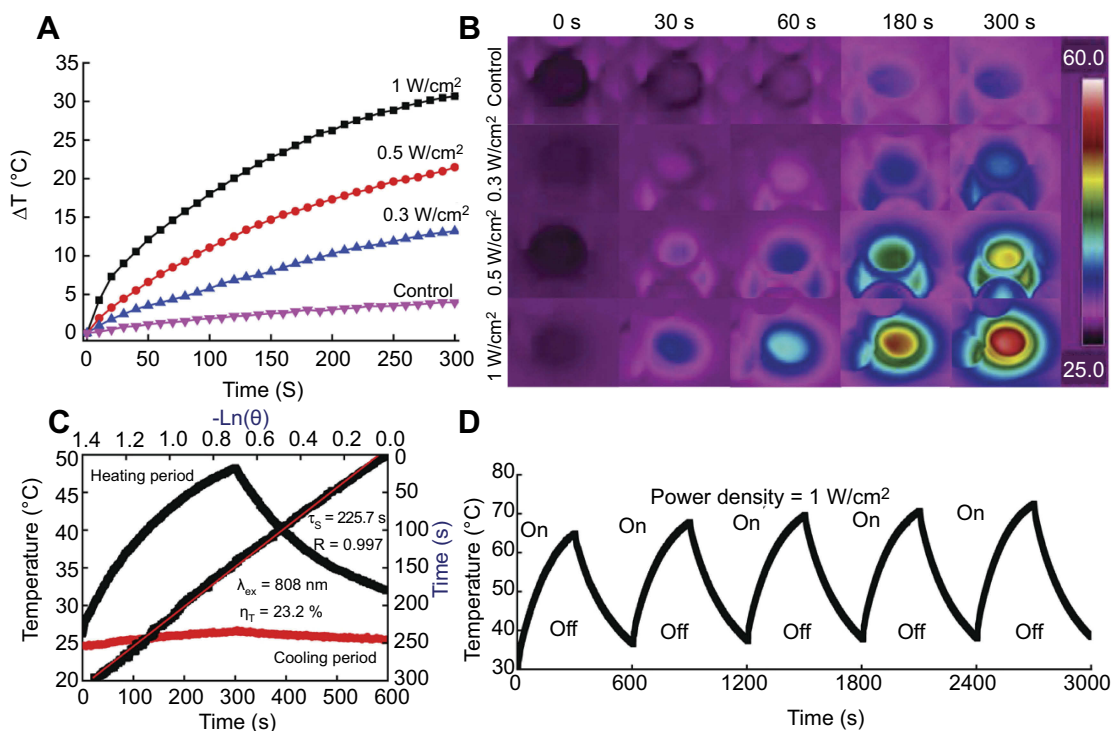 A
ΔT (°C)
35
30
25
20
15
10
5
0
1 W/cm²
0.5 W/cm²
0.3 W/cm²
Control
0 50 100 150 200 250 300
Time (S)
B
0 s 30 s 60 s 180 s 300 s
Control
0.3 W/cm²
0.5 W/cm²
1 W/cm²
60.0
25.0
C
-Ln(θ)
1.4 1.2 1.0 0.8 0.6 0.4 0.2 0.0
Temperature (°C)
50
45
40
35
30
25
20
Heating period
τS = 225.7 s
R = 0.997
λex = 808 nm
ηT = 23.2 %
Cooling period
0
50
100
150
200
250
300
Time (s)
0 100 200 300 400 500 600
Time (s)
D
Temperature (°C)
80
70
60
50
40
30
Power density = 1 W/cm²
On On On On On
Off Off Off Off Off
0 600 1200 1800 2400 3000
Time (s)